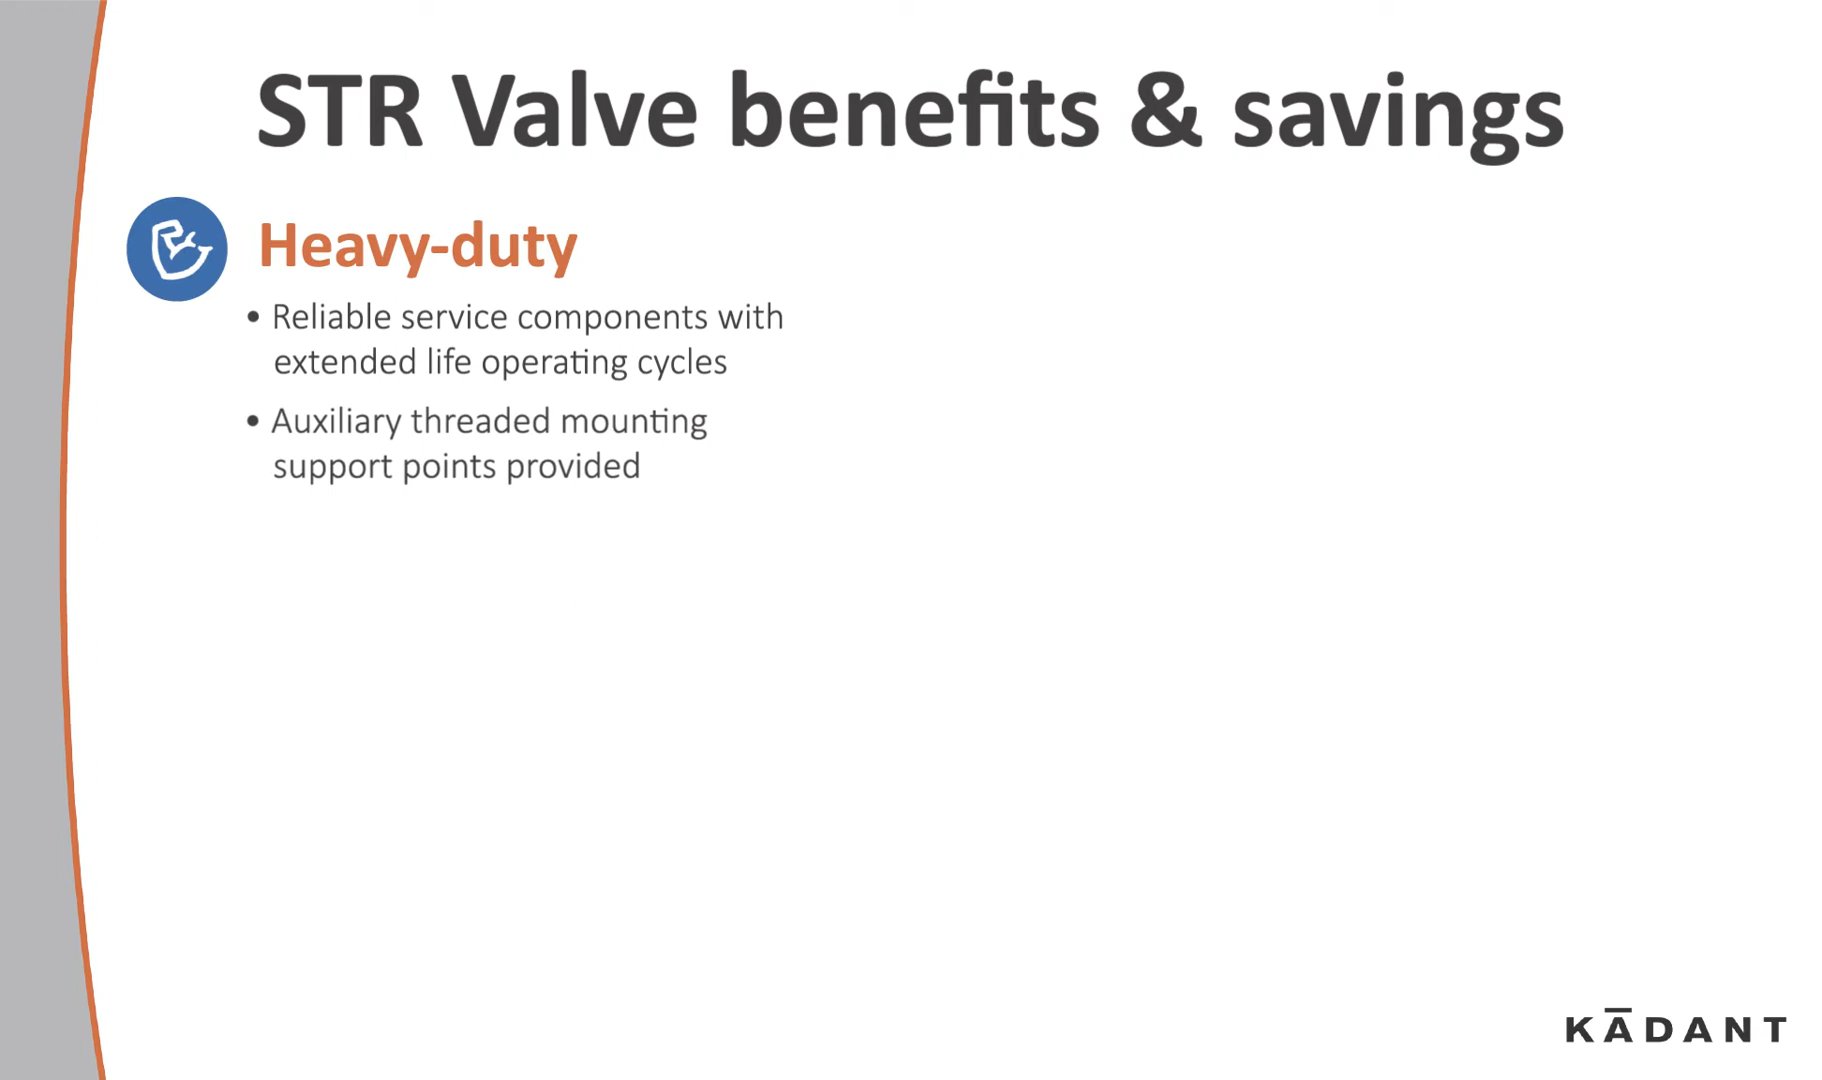 STR Valve benefits & savings
Heavy-duty
• Reliable service components with
extended life operating cycles
• Auxiliary threaded mounting
support points provided
KĀDANT